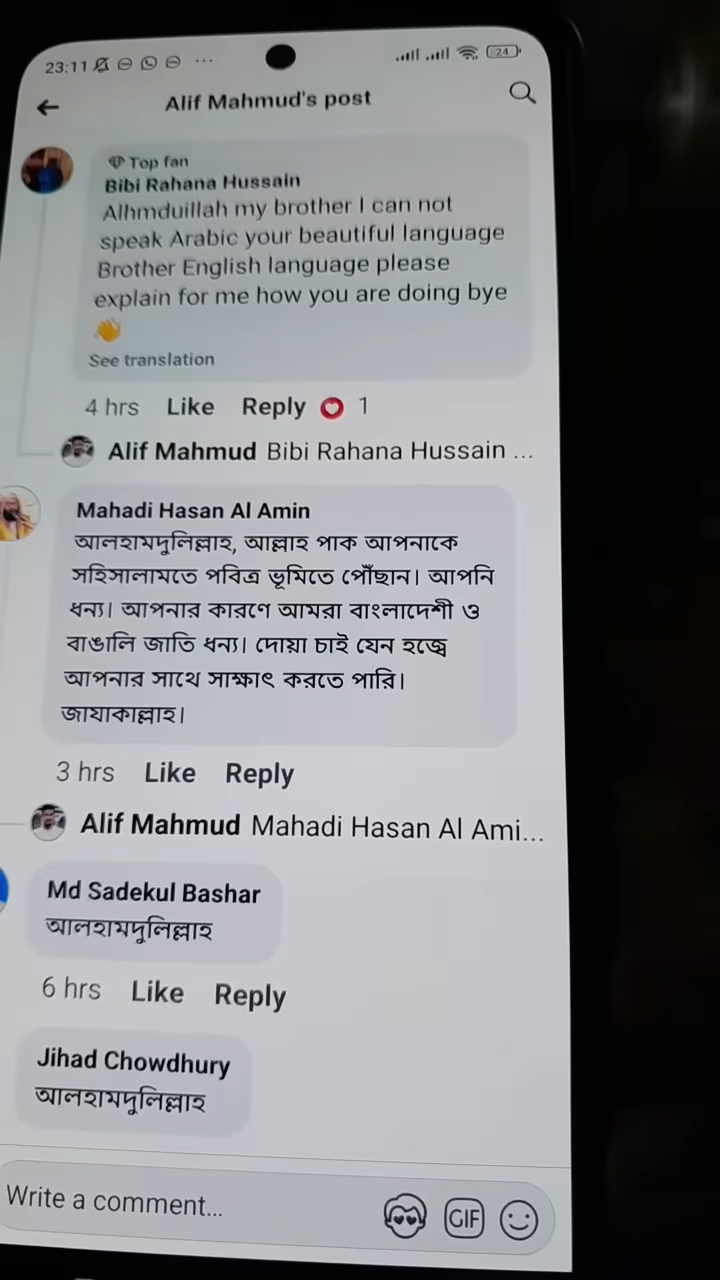 23:11
24
Alif Mahmud's post
Top fan
Bibi Rahana Hussain
Alhmduillah my brother I can not
speak Arabic your beautiful language
Brother English language please
explain for me how you are doing bye
👋
See translation
4 hrs Like Reply 1
Alif Mahmud Bibi Rahana Hussain ...
Mahadi Hasan Al Amin
আলহামদুলিল্লাহ, আল্লাহ পাক আপনাকে
সহিসালামতে পবিত্র ভূমিতে পৌঁছান। আপনি
ধন্য। আপনার কারণে আমরা বাংলাদেশী ও
বাঙালি জাতি ধন্য। দোয়া চাই যেন হজ্বে
আপনার সাথে সাক্ষাৎ করতে পারি।
জাযাকাল্লাহ।
3 hrs Like Reply
Alif Mahmud Mahadi Hasan Al Ami...
Md Sadekul Bashar
আলহামদুলিল্লাহ
6 hrs Like Reply
Jihad Chowdhury
আলহামদুলিল্লাহ
Write a comment...
GIF